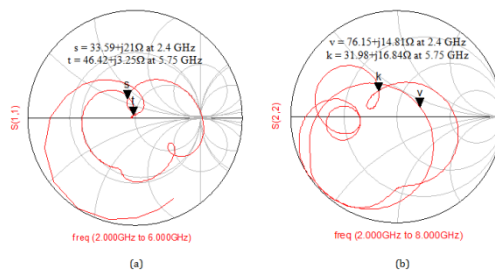 s = 33.59+j21Ω at 2.4 GHz
t = 46.42+j3.25Ω at 5.75 GHz
s
t
S(1,1)
freq (2.000GHz to 6.000GHz)
(a)
v = 76.15+j14.81Ω at 2.4 GHz
k = 31.98+j16.84Ω at 5.75 GHz
k
v
S(2,2)
freq (2.000GHz to 8.000GHz)
(b)